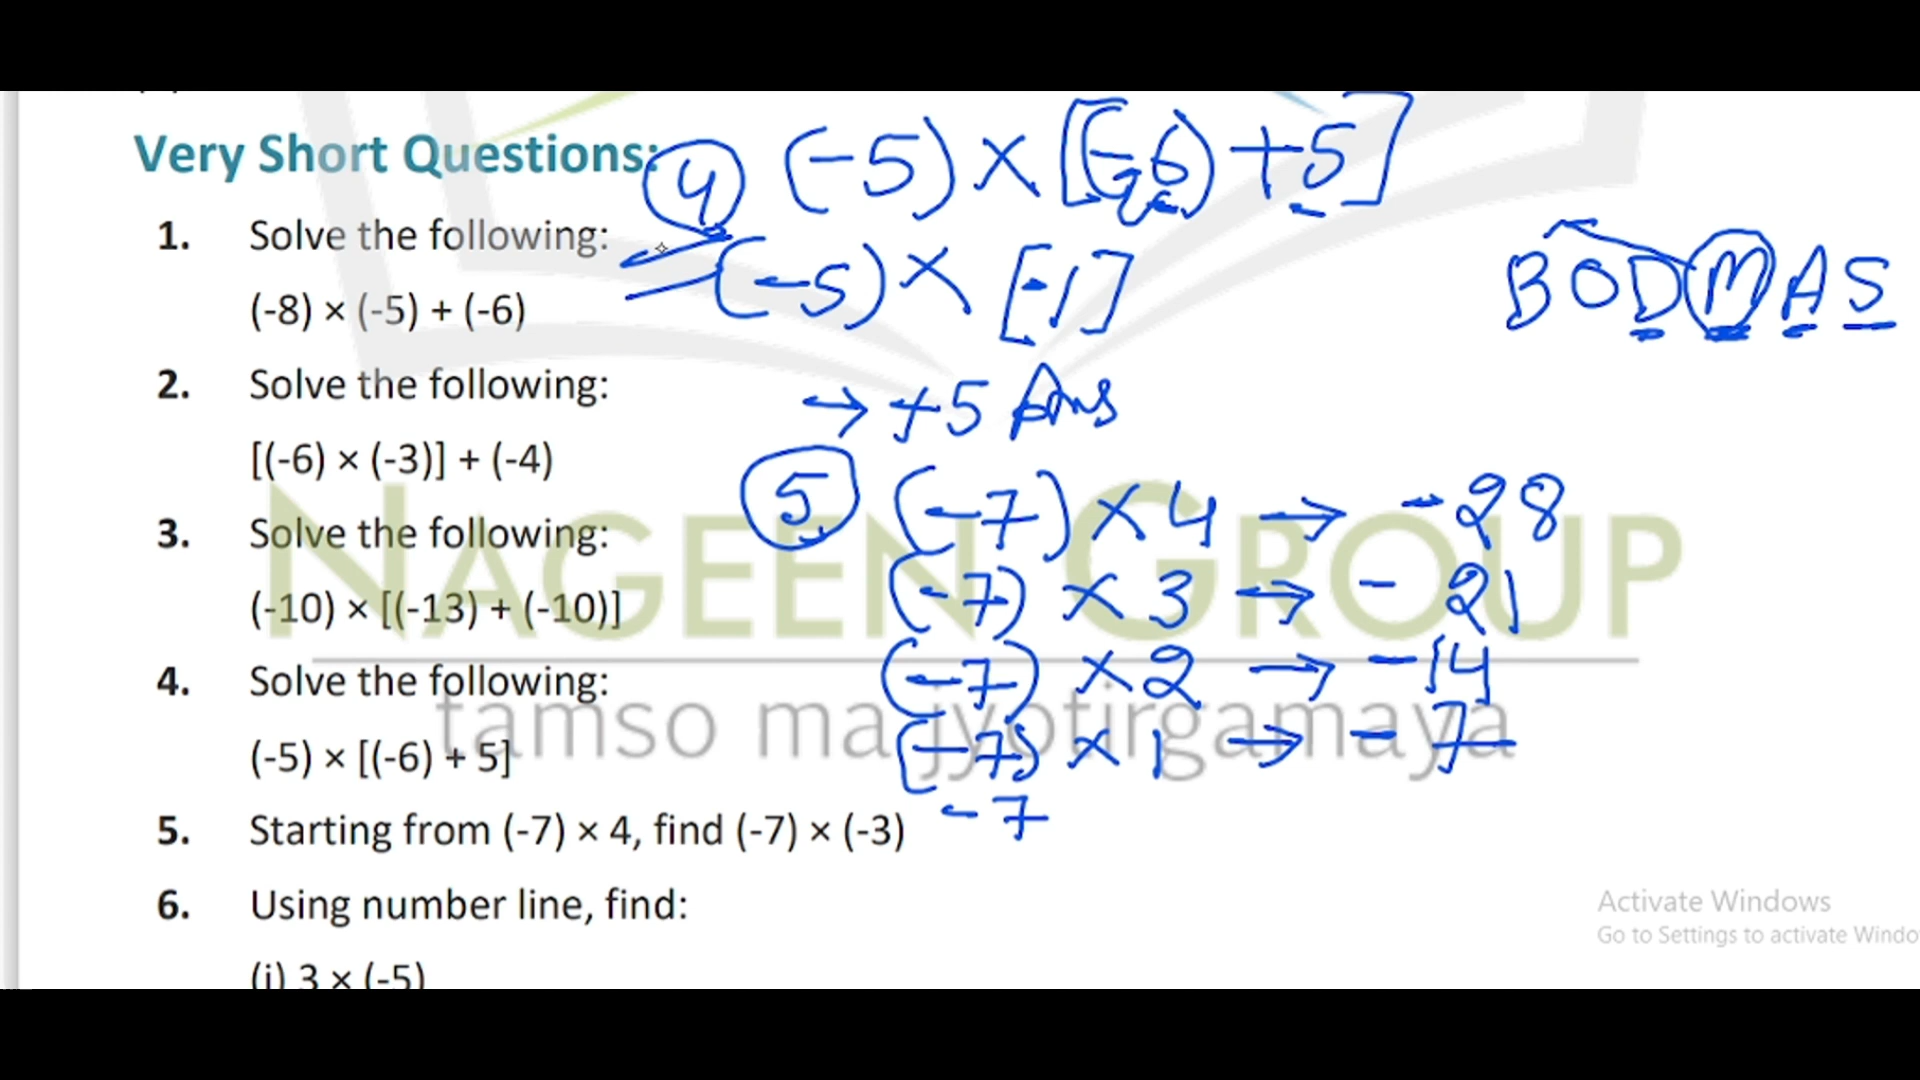 Very Short Questions:
1. Solve the following:
(-8) × (-5) + (-6)
2. Solve the following:
[(-6) × (-3)] + (-4)
3. Solve the following:
(-10) × [(-13) + (-10)]
4. Solve the following:
(-5) × [(-6) + 5]
5. Starting from (-7) × 4, find (-7) × (-3)
6. Using number line, find:
(i) 3 × (-5)
4 (-5) × [(-6) + 5]
(-5) × [-1]
→ +5 Ans
BODMAS
5 (-7) × 4 → -28
(-7) × 3 → - 21
(-7) × 2 → -14
(-7) × 1 → - 7
-7
NAGEEN GROUP
tamso ma jyotirgamaya
Activate Windows
Go to Settings to activate Windo